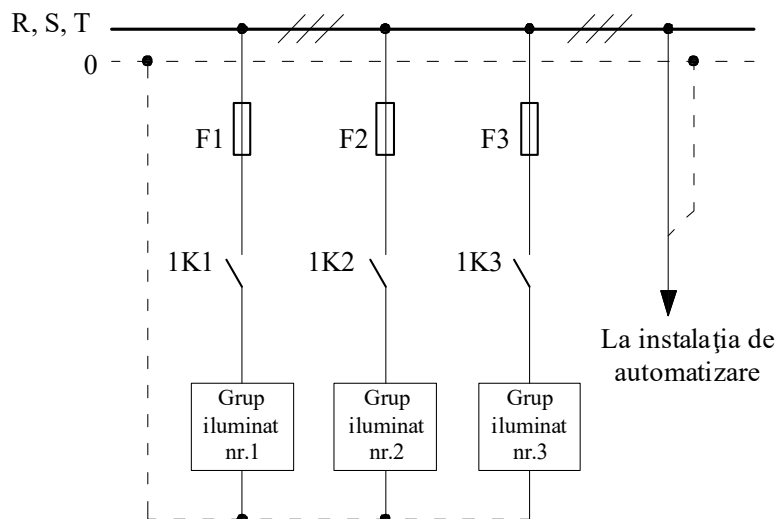 R, S, T
0
F1
F2
F3
1K1
1K2
1K3
La instalaţia de
automatizare
Grup
iluminat
nr.1
Grup
iluminat
nr.2
Grup
iluminat
nr.3